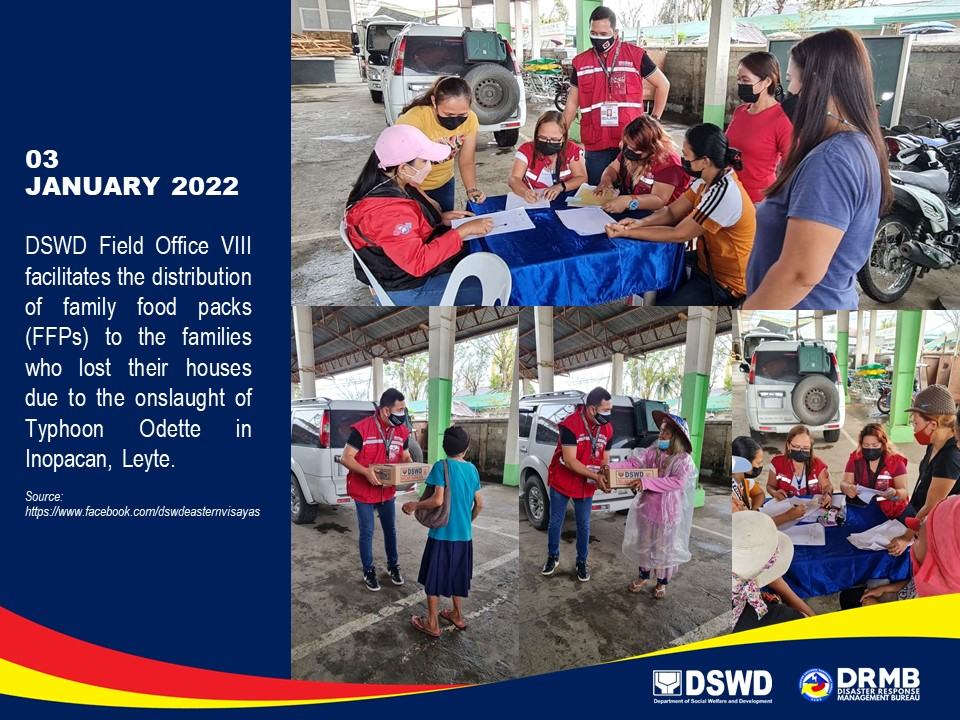 03
JANUARY 2022
DSWD Field Office VIII
facilitates the distribution
of family food packs
(FFPs) to the families
who lost their houses
due to the onslaught of
Typhoon Odette in
Inopacan, Leyte.
Source:
https://www.facebook.com/dswdeasternvisayas
DSWD
DSWD
DSWD
Department of Social Welfare and Development
DRMB
DISASTER RESPONSE
MANAGEMENT BUREAU